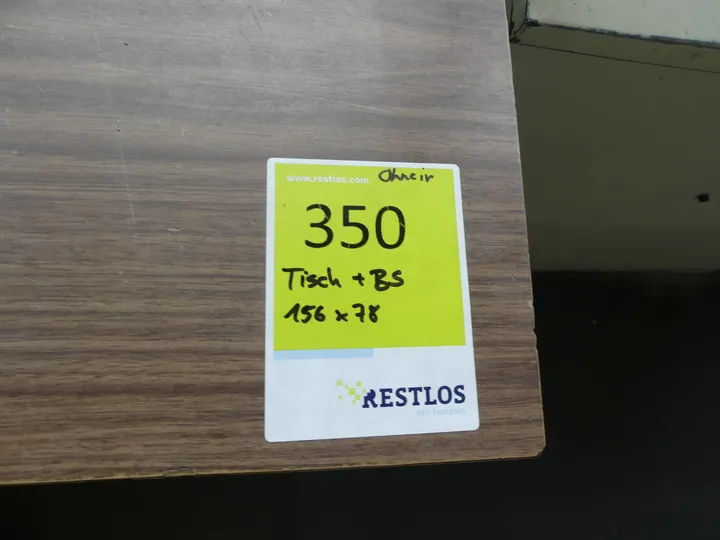 www.restlos.com
350
Tisch + BS
156 x 78
RESTLOS